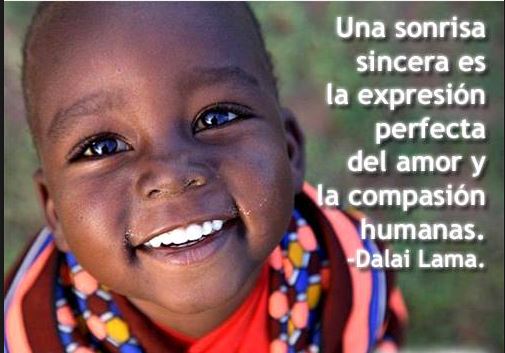 Una sonrisa
sincera es
la expresión
perfecta
del amor y
la compasión
humanas.
-Dalai Lama.